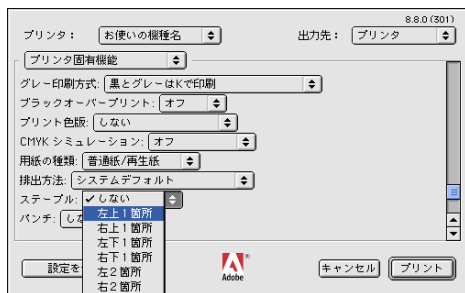 8.8.0 (301)
プリンタ： お使いの機種名 出力先： プリンタ
プリンタ固有機能
グレー印刷方式: 黒とグレーはKで印刷
ブラックオーバープリント: オフ
プリント色版: しない
CMYK シミュレーション: オフ
用紙の種類: 普通紙/再生紙
排出方法: システムデフォルト
ステープル: ✓しない
パンチ: しな
左上１箇所
右上１箇所
左下１箇所
右下１箇所
左２箇所
右２箇所
設定を
Adobe
キャンセル プリント